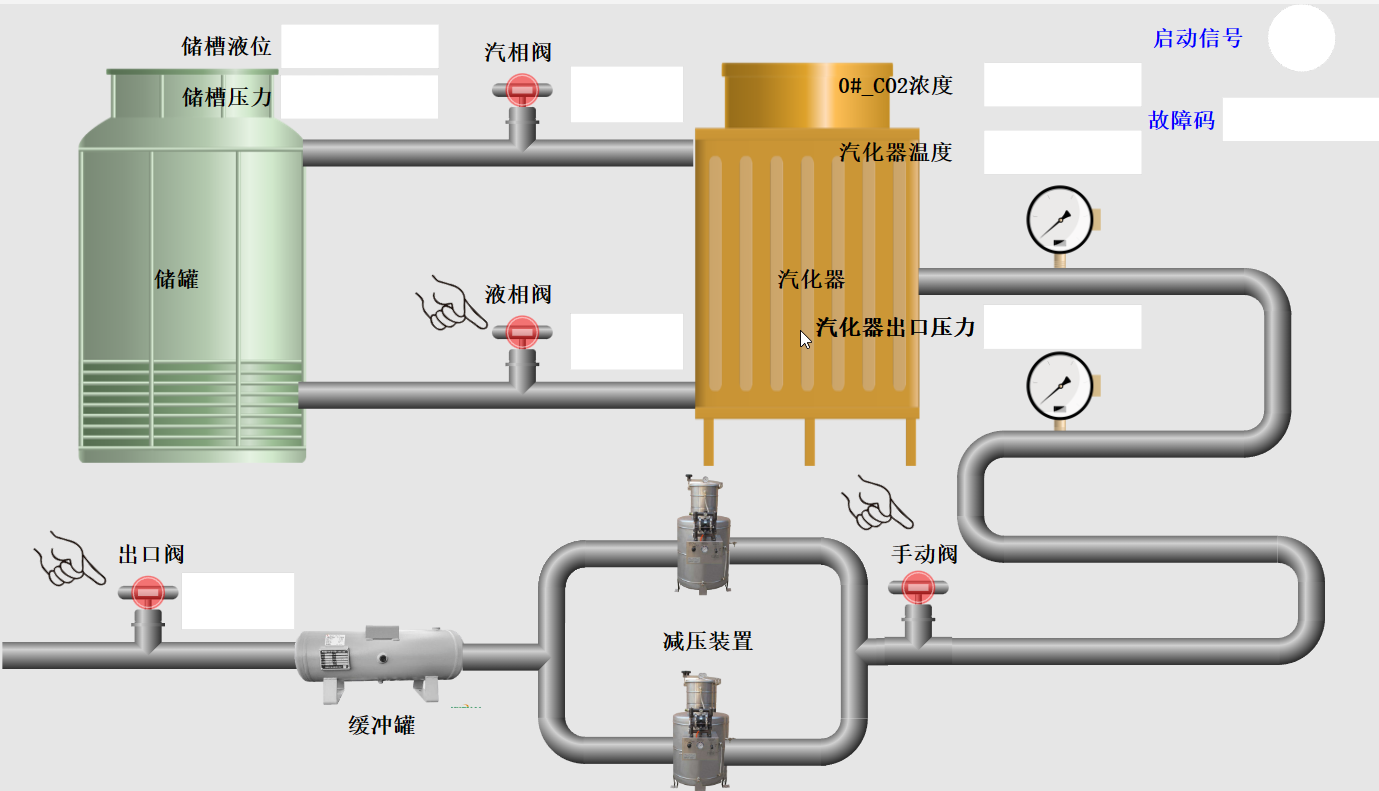 储槽液位
汽相阀
启动信号
储槽压力
0#_CO2浓度
故障码
汽化器温度
储罐
汽化器
液相阀
汽化器出口压力
出口阀
手动阀
减压装置
缓冲罐